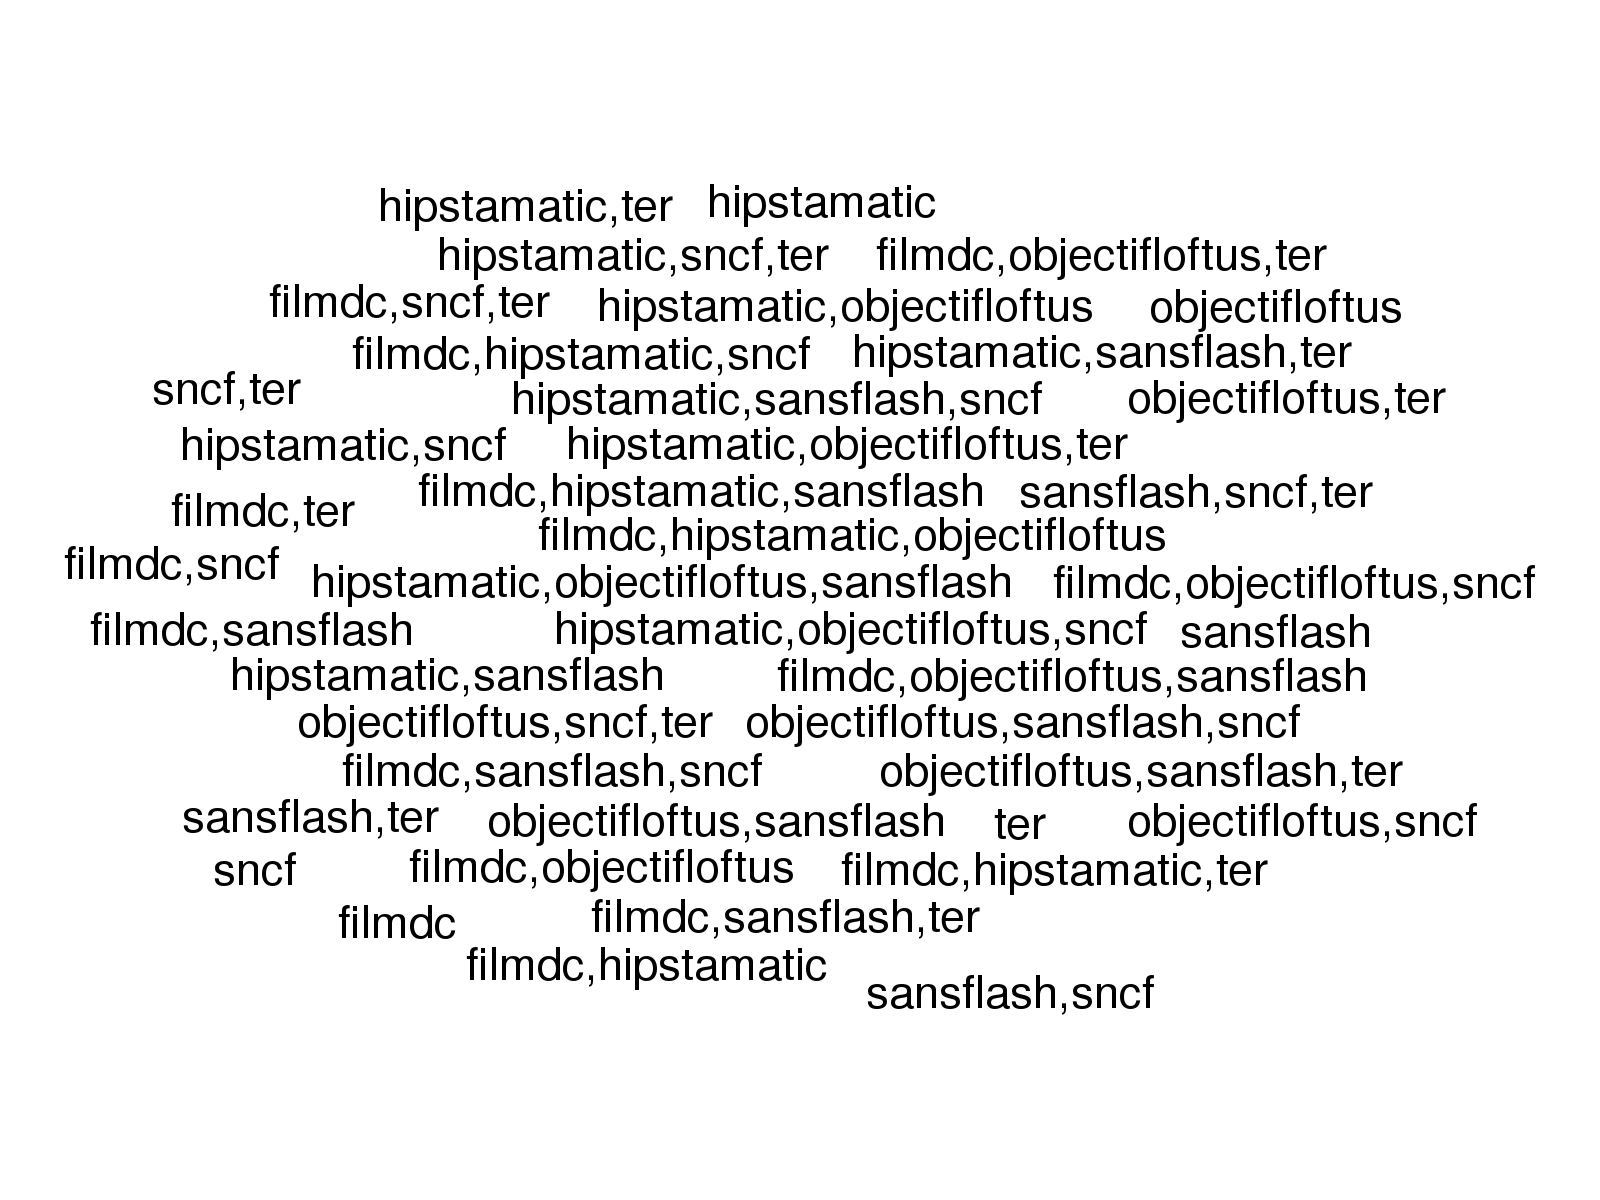 hipstamatic,ter hipstamatic
hipstamatic,sncf,ter filmdc,objectifloftus,ter
filmdc,sncf,ter hipstamatic,objectifloftus objectifloftus
filmdc,hipstamatic,sncf hipstamatic,sansflash,ter
sncf,ter hipstamatic,sansflash,sncf objectifloftus,ter
hipstamatic,sncf hipstamatic,objectifloftus,ter
filmdc,hipstamatic,sansflash sansflash,sncf,ter
filmdc,ter
filmdc,hipstamatic,objectifloftus
filmdc,sncf hipstamatic,objectifloftus,sansflash filmdc,objectifloftus,sncf
filmdc,sansflash hipstamatic,objectifloftus,sncf sansflash
hipstamatic,sansflash filmdc,objectifloftus,sansflash
objectifloftus,sncf,ter objectifloftus,sansflash,sncf
filmdc,sansflash,sncf objectifloftus,sansflash,ter
sansflash,ter objectifloftus,sansflash ter objectifloftus,sncf
sncf filmdc,objectifloftus filmdc,hipstamatic,ter
filmdc filmdc,sansflash,ter
filmdc,hipstamatic
sansflash,sncf